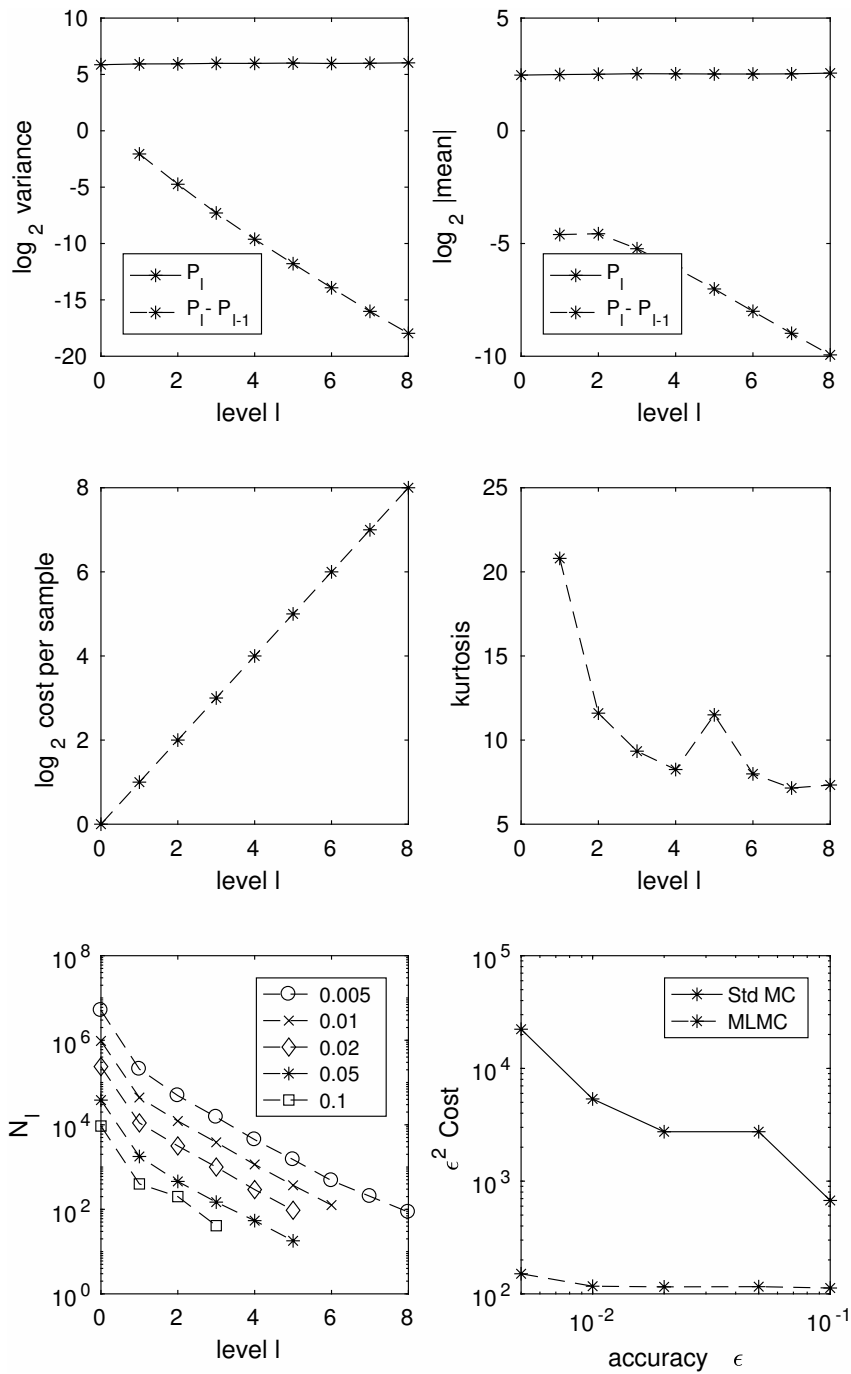 log 2 variance
10
5
0
-5
-10
-15
-20
P l
P l - P l-1
0 2 4 6 8
level l
log 2 |mean|
5
0
-5
-10
P l
P l - P l-1
0 2 4 6 8
level l
log 2 cost per sample
8
6
4
2
0
0 2 4 6 8
level l
kurtosis
25
20
15
10
5
0 2 4 6 8
level l
N l
10^8
10^6
10^4
10^2
10^0
0.005
0.01
0.02
0.05
0.1
0 2 4 6 8
level l
ϵ^2 Cost
10^5
10^4
10^3
10^2
Std MC
MLMC
10^-2 10^-1
accuracy ϵ